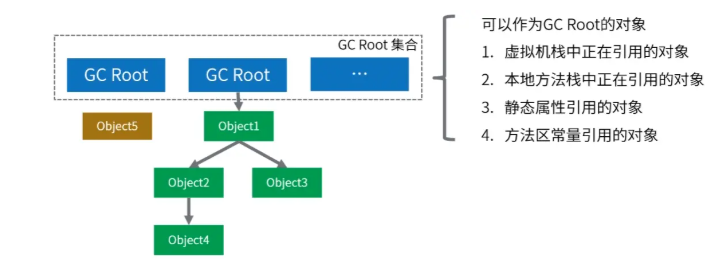 可以作为GC Root的对象
GC Root 集合
1. 虚拟机栈中正在引用的对象
GC Root
GC Root
...
2. 本地方法栈中正在引用的对象
3. 静态属性引用的对象
Object5
Object1
4. 方法区常量引用的对象
Object2
Object3
Object4